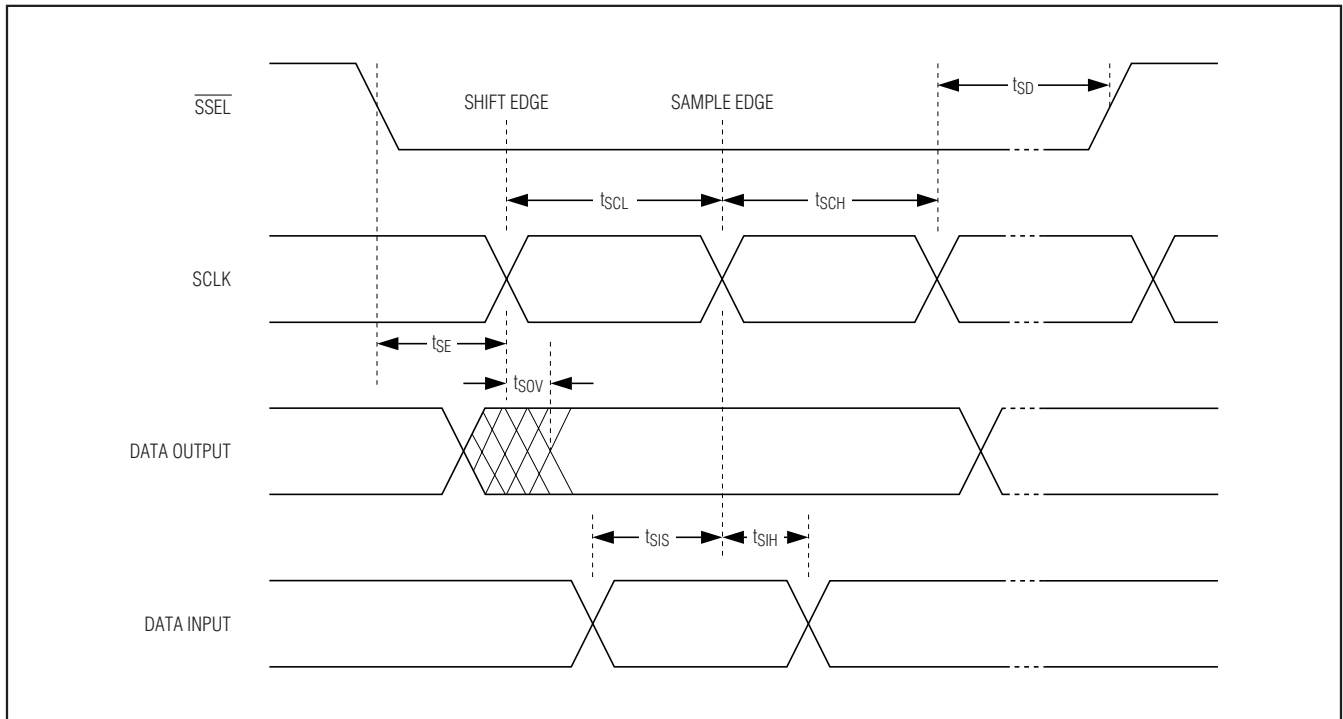 SSEL
SHIFT EDGE
SAMPLE EDGE
tSD
tSCL
tSCH
SCLK
tSE
tSOV
DATA OUTPUT
tSIS
tSIH
DATA INPUT